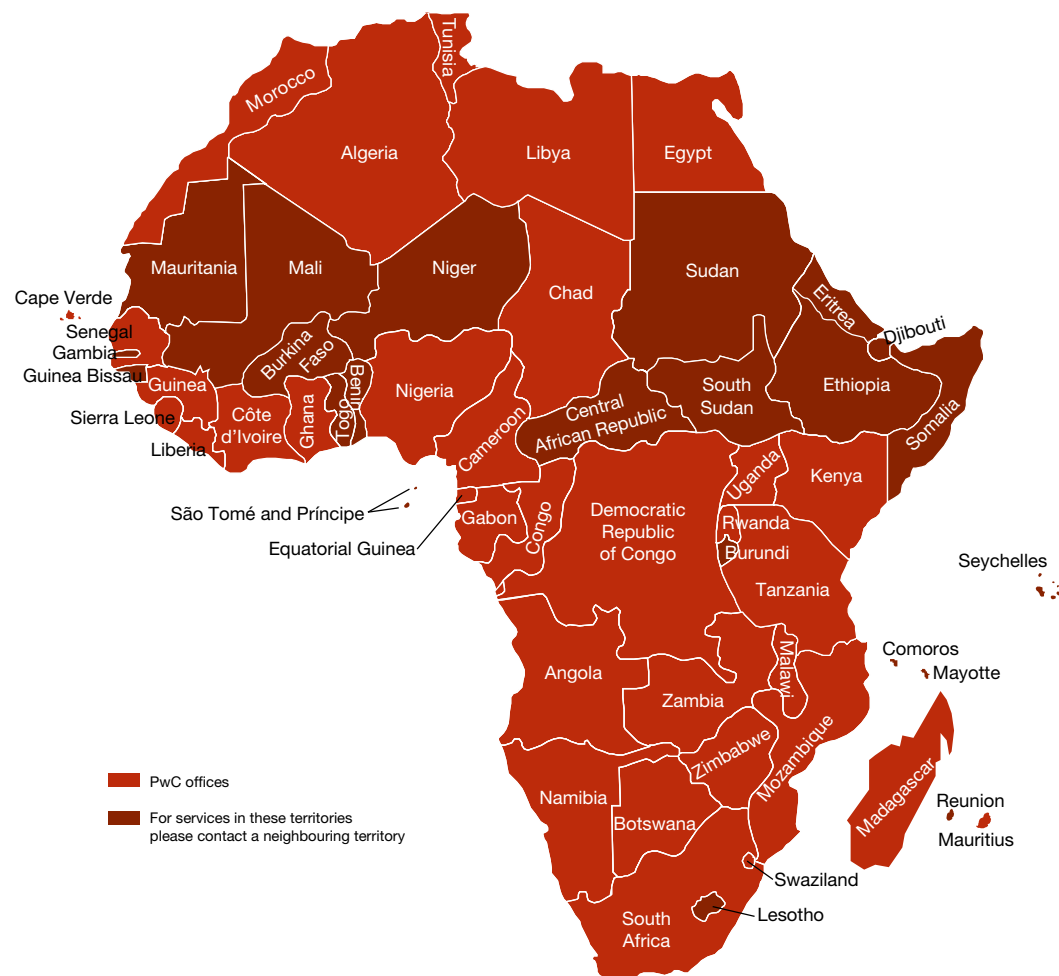 Tunisia
Morocco
Algeria
Libya
Egypt
Mauritania
Mali
Niger
Chad
Sudan
Eritrea
Cape Verde
Senegal
Gambia
Guinea Bissau
Guinea
Sierra Leone
Liberia
Côte
d’Ivoire
Burkina
Faso
Ghana
Togo
Benin
Nigeria
Cameroon
Central
African Republic
South
Sudan
Djibouti
Ethiopia
Somalia
São Tomé and Príncipe
Equatorial Guinea
Gabon
Congo
Democratic
Republic
of Congo
Uganda
Kenya
Rwanda
Burundi
Tanzania
Seychelles
Comoros
Mayotte
Angola
Zambia
Malawi
Mozambique
Zimbabwe
Namibia
Botswana
Madagascar
Reunion
Mauritius
Swaziland
Lesotho
South
Africa
PwC offices
For services in these territories
please contact a neighbouring territory